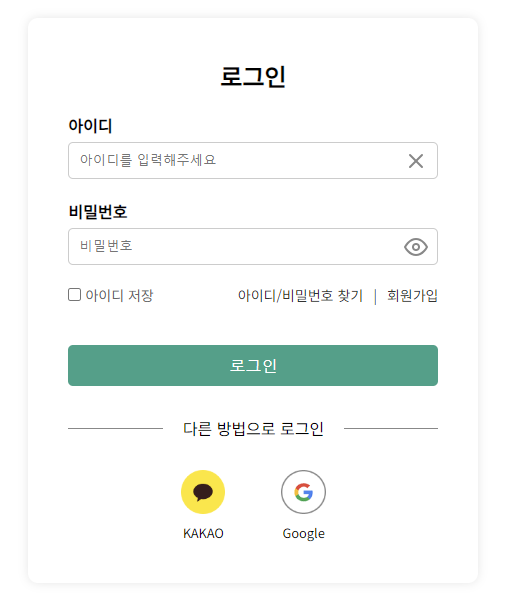 로그인
아이디
아이디를 입력해주세요
비밀번호
비밀번호
아이디 저장 아이디/비밀번호 찾기 | 회원가입
로그인
다른 방법으로 로그인
KAKAO Google